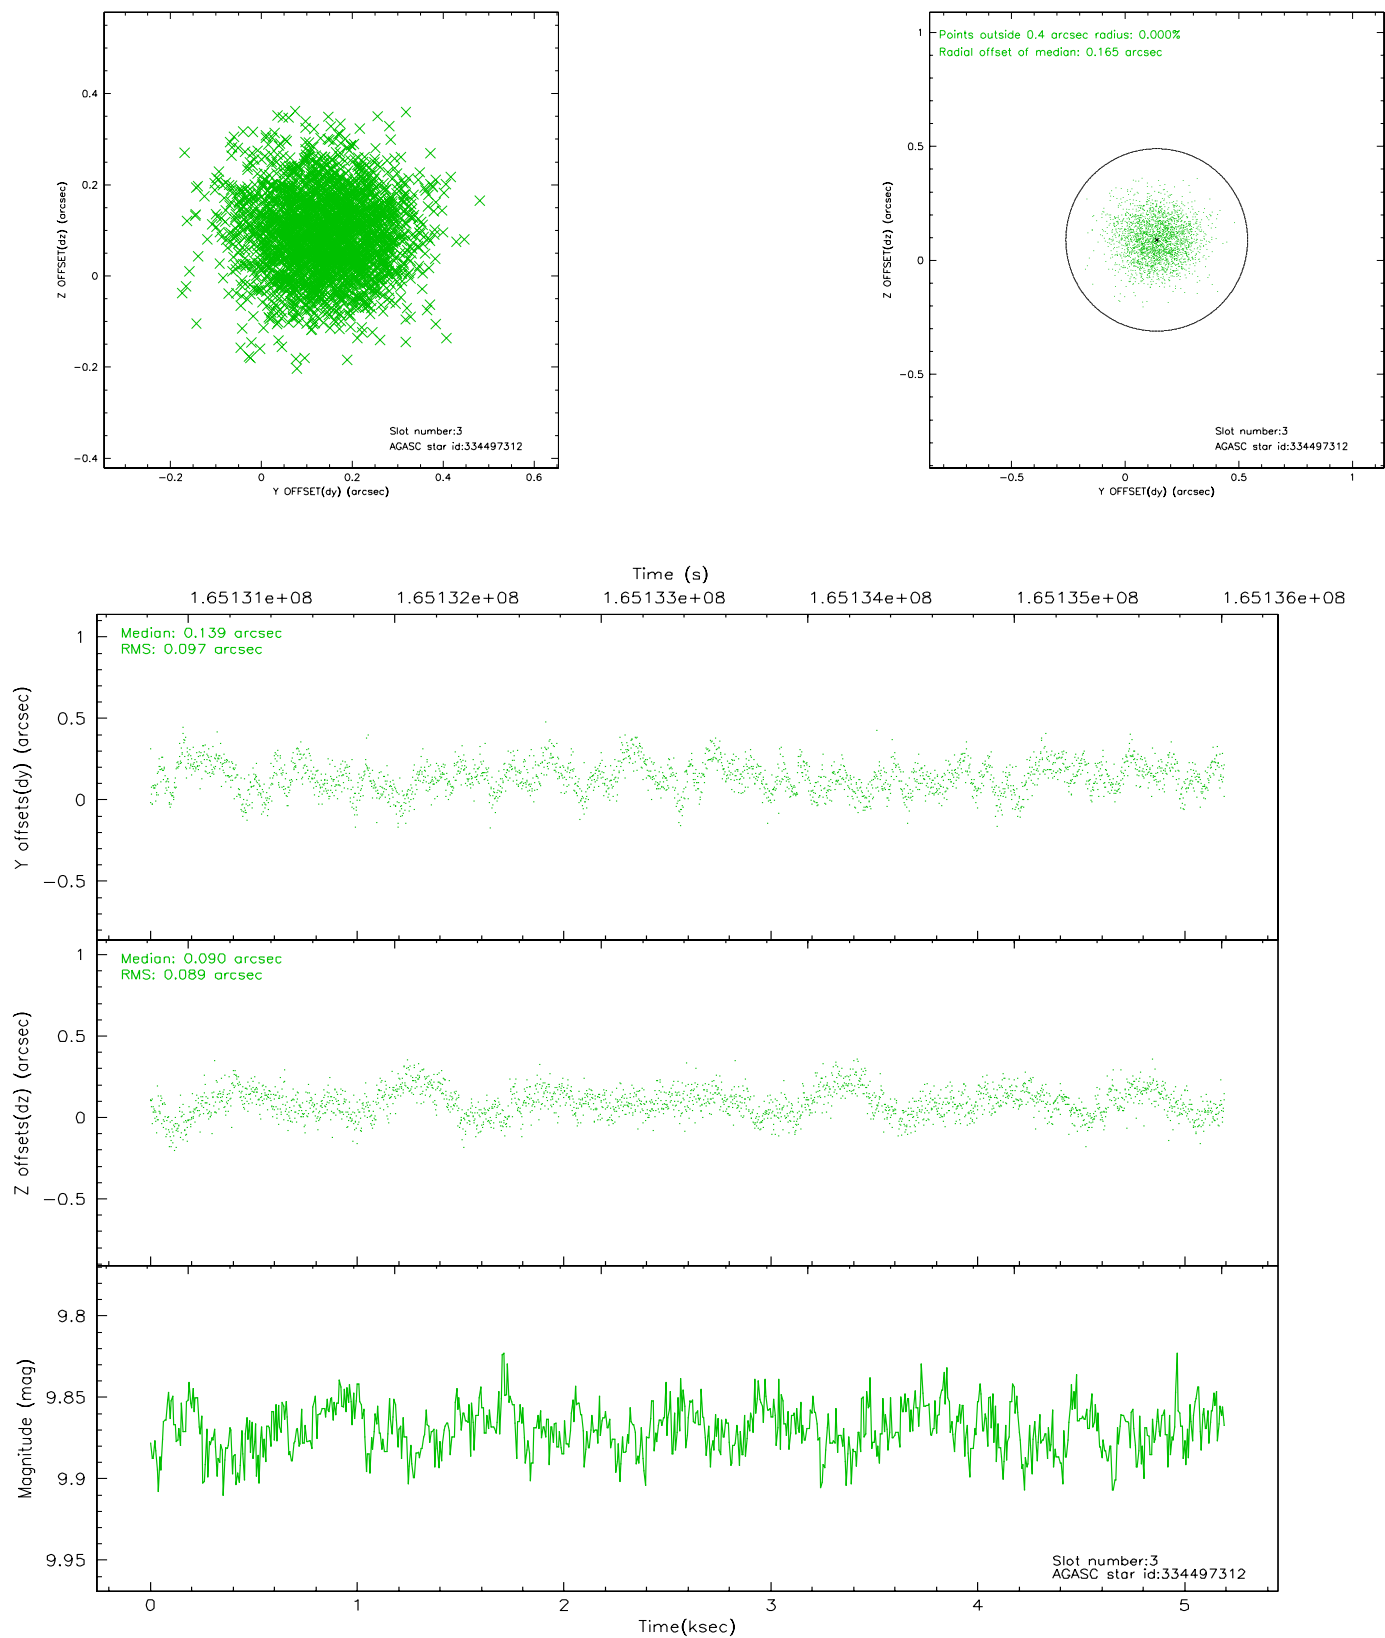 0.4
0.2
0
−0.2
−0.4
Z OFFSET(dz) (arcsec)
Slot number:3
AGASC star id:334497312
−0.2 0 0.2 0.4 0.6
Y OFFSET(dy) (arcsec)
Points outside 0.4 arcsec radius: 0.000%
Radial offset of median: 0.165 arcsec
1
0.5
0
−0.5
Z OFFSET(dz) (arcsec)
Slot number:3
AGASC star id:334497312
−0.5 0 0.5 1
Y OFFSET(dy) (arcsec)
Time (s)
1.65131e+08 1.65132e+08 1.65133e+08 1.65134e+08 1.65135e+08 1.65136e+08
Median: 0.139 arcsec
RMS: 0.097 arcsec
1
0.5
0
−0.5
Y offsets(dy) (arcsec)
Median: 0.090 arcsec
RMS: 0.089 arcsec
1
0.5
0
−0.5
Z offsets(dz) (arcsec)
9.8
9.85
9.9
9.95
Magnitude (mag)
Slot number:3
AGASC star id:334497312
0 1 2 3 4 5
Time(ksec)